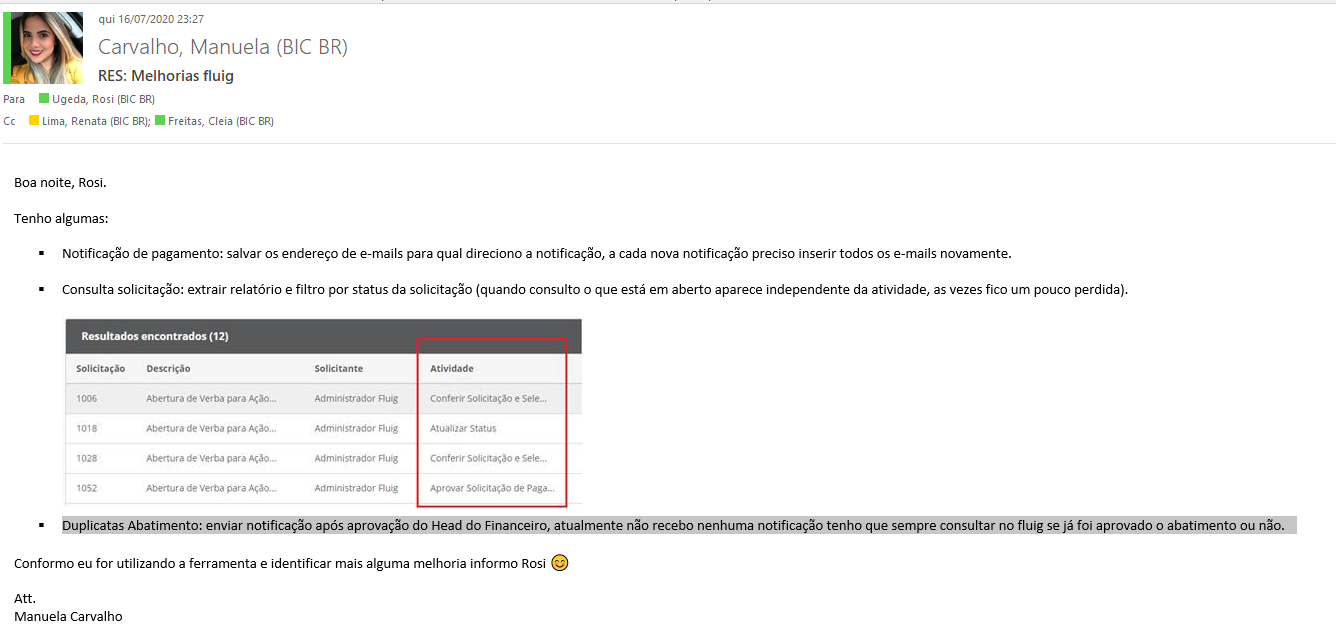 qui 16/07/2020 23:27
Carvalho, Manuela (BIC BR)
RES: Melhorias fluig
Para Ugeda, Rosi (BIC BR)
Cc Lima, Renata (BIC BR); Freitas, Cleia (BIC BR)
Boa noite, Rosi.
Tenho algumas:
▪ Notificação de pagamento: salvar os endereço de e-mails para qual direciono a notificação, a cada nova notificação preciso inserir todos os e-mails novamente.
▪ Consulta solicitação: extrair relatório e filtro por status da solicitação (quando consulto o que está em aberto aparece independente da atividade, as vezes fico um pouco perdida).
Resultados encontrados (12)
Solicitação Descrição Solicitante Atividade
1006 Abertura de Verba para Ação... Administrador Fluig Conferir Solicitação e Sele...
1018 Abertura de Verba para Ação... Administrador Fluig Atualizar Status
1028 Abertura de Verba para Ação... Administrador Fluig Conferir Solicitação e Sele...
1052 Abertura de Verba para Ação... Administrador Fluig Aprovar Solicitação de Paga...
▪ Duplicatas Abatimento: enviar notificação após aprovação do Head do Financeiro, atualmente não recebo nenhuma notificação tenho que sempre consultar no fluig se já foi aprovado o abatimento ou não.
Conformo eu for utilizando a ferramenta e identificar mais alguma melhoria informo Rosi 😊
Att.
Manuela Carvalho